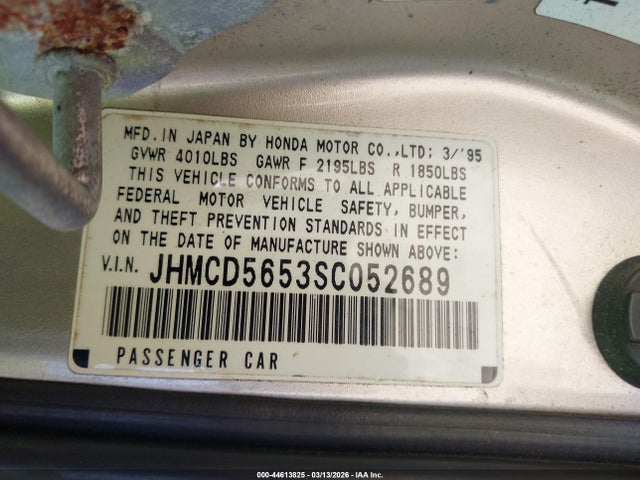 MFD. IN JAPAN BY HONDA MOTOR CO.,LTD; 3/'95
GVWR 4010LBS GAWR F 2195LBS R 1850LBS
THIS VEHICLE CONFORMS TO ALL APPLICABLE
FEDERAL MOTOR VEHICLE SAFETY, BUMPER,
AND THEFT PREVENTION STANDARDS IN EFFECT
ON THE DATE OF MANUFACTURE SHOWN ABOVE:
V.I.N. JHMCD5653SC052689
PASSENGER CAR
000-44613825 - 03/13/2026 - IAA Inc.